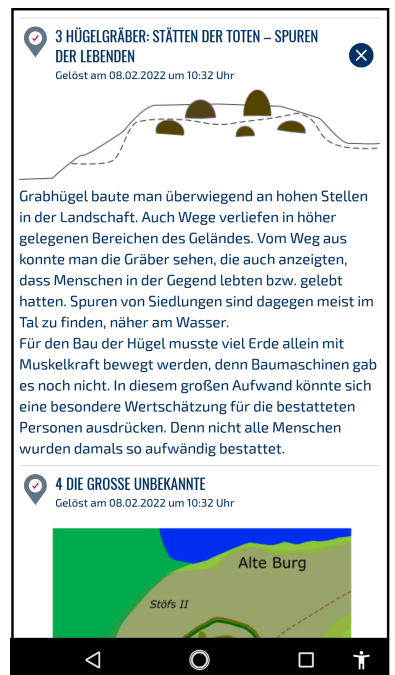 3 HÜGELGRÄBER: STÄTTEN DER TOTEN – SPUREN
DER LEBENDEN
Gelöst am 08.02.2022 um 10:32 Uhr
Grabhügel baute man überwiegend an hohen Stellen
in der Landschaft. Auch Wege verliefen in höher
gelegenen Bereichen des Geländes. Vom Weg aus
konnte man die Gräber sehen, die auch anzeigten,
dass Menschen in der Gegend lebten bzw. gelebt
hatten. Spuren von Siedlungen sind dagegen meist im
Tal zu finden, näher am Wasser.
Für den Bau der Hügel musste viel Erde allein mit
Muskelkraft bewegt werden, denn Baumaschinen gab
es noch nicht. In diesem großen Aufwand könnte sich
eine besondere Wertschätzung für die bestatteten
Personen ausdrücken. Denn nicht alle Menschen
wurden damals so aufwändig bestattet.
4 DIE GROSSE UNBEKANNTE
Gelöst am 08.02.2022 um 10:32 Uhr
Alte Burg
Stöfs II